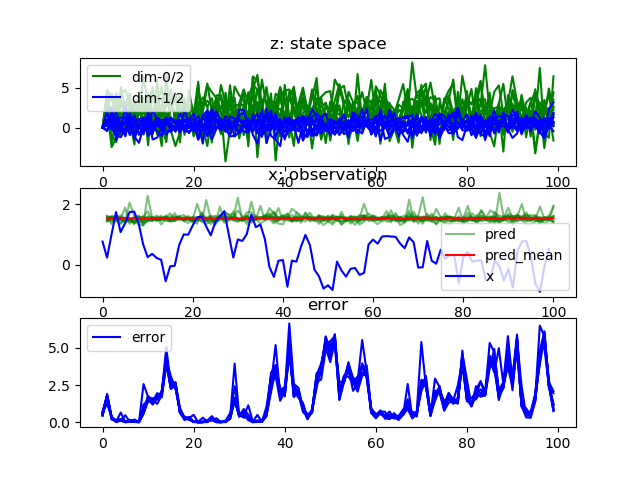 z: state space
dim-0/2
dim-1/2
5
0
0 20 40 60 80 100
x: observation
2
0
pred
pred_mean
x
0 20 40 60 80 100
error
error
5.0
2.5
0.0
0 20 40 60 80 100